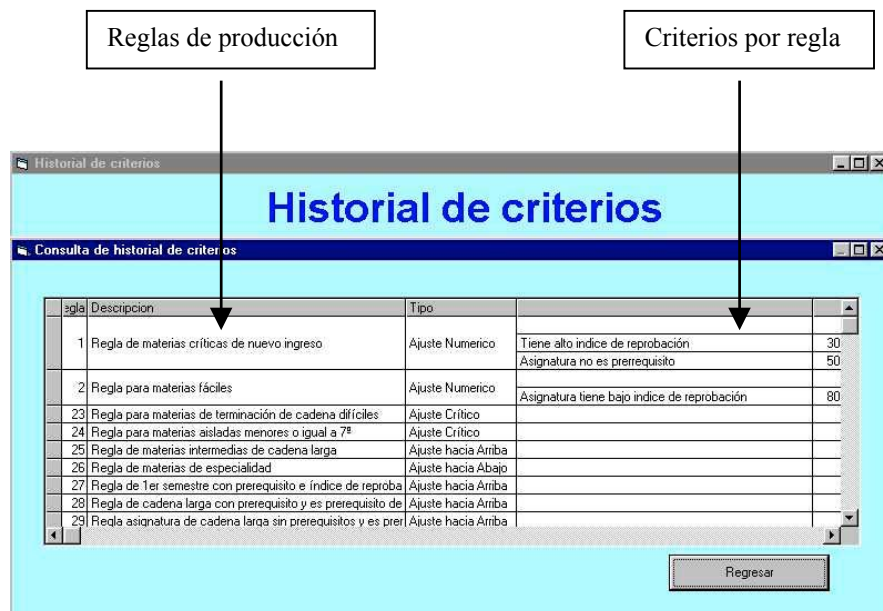 Reglas de producción
Criterios por regla
Historial de criterios
Historial de criterios
Consulta de historial de criterios
egla Descripcion Tipo
1 Regla de materias críticas de nuevo ingreso Ajuste Numerico
Tiene alto indice de reprobación 30
Asignatura no es prerrequisito 50
2 Regla para materias fáciles Ajuste Numerico
Asignatura tiene bajo indice de reprobación 80
23 Regla para materias de terminación de cadena difíciles Ajuste Crítico
24 Regla para materias aisladas menores o igual a 7ª Ajuste Crítico
25 Regla de materias intermedias de cadena larga Ajuste hacia Arriba
26 Regla de materias de especialidad Ajuste hacia Abajo
27 Regla de 1er semestre con prerequisito e índice de reproba Ajuste hacia Arriba
28 Regla de cadena larga con prerequisito y es prerequisito de Ajuste hacia Arriba
29 Regla asignatura de cadena larga sin prerequisitos y es prer Ajuste hacia Arriba
Regresar